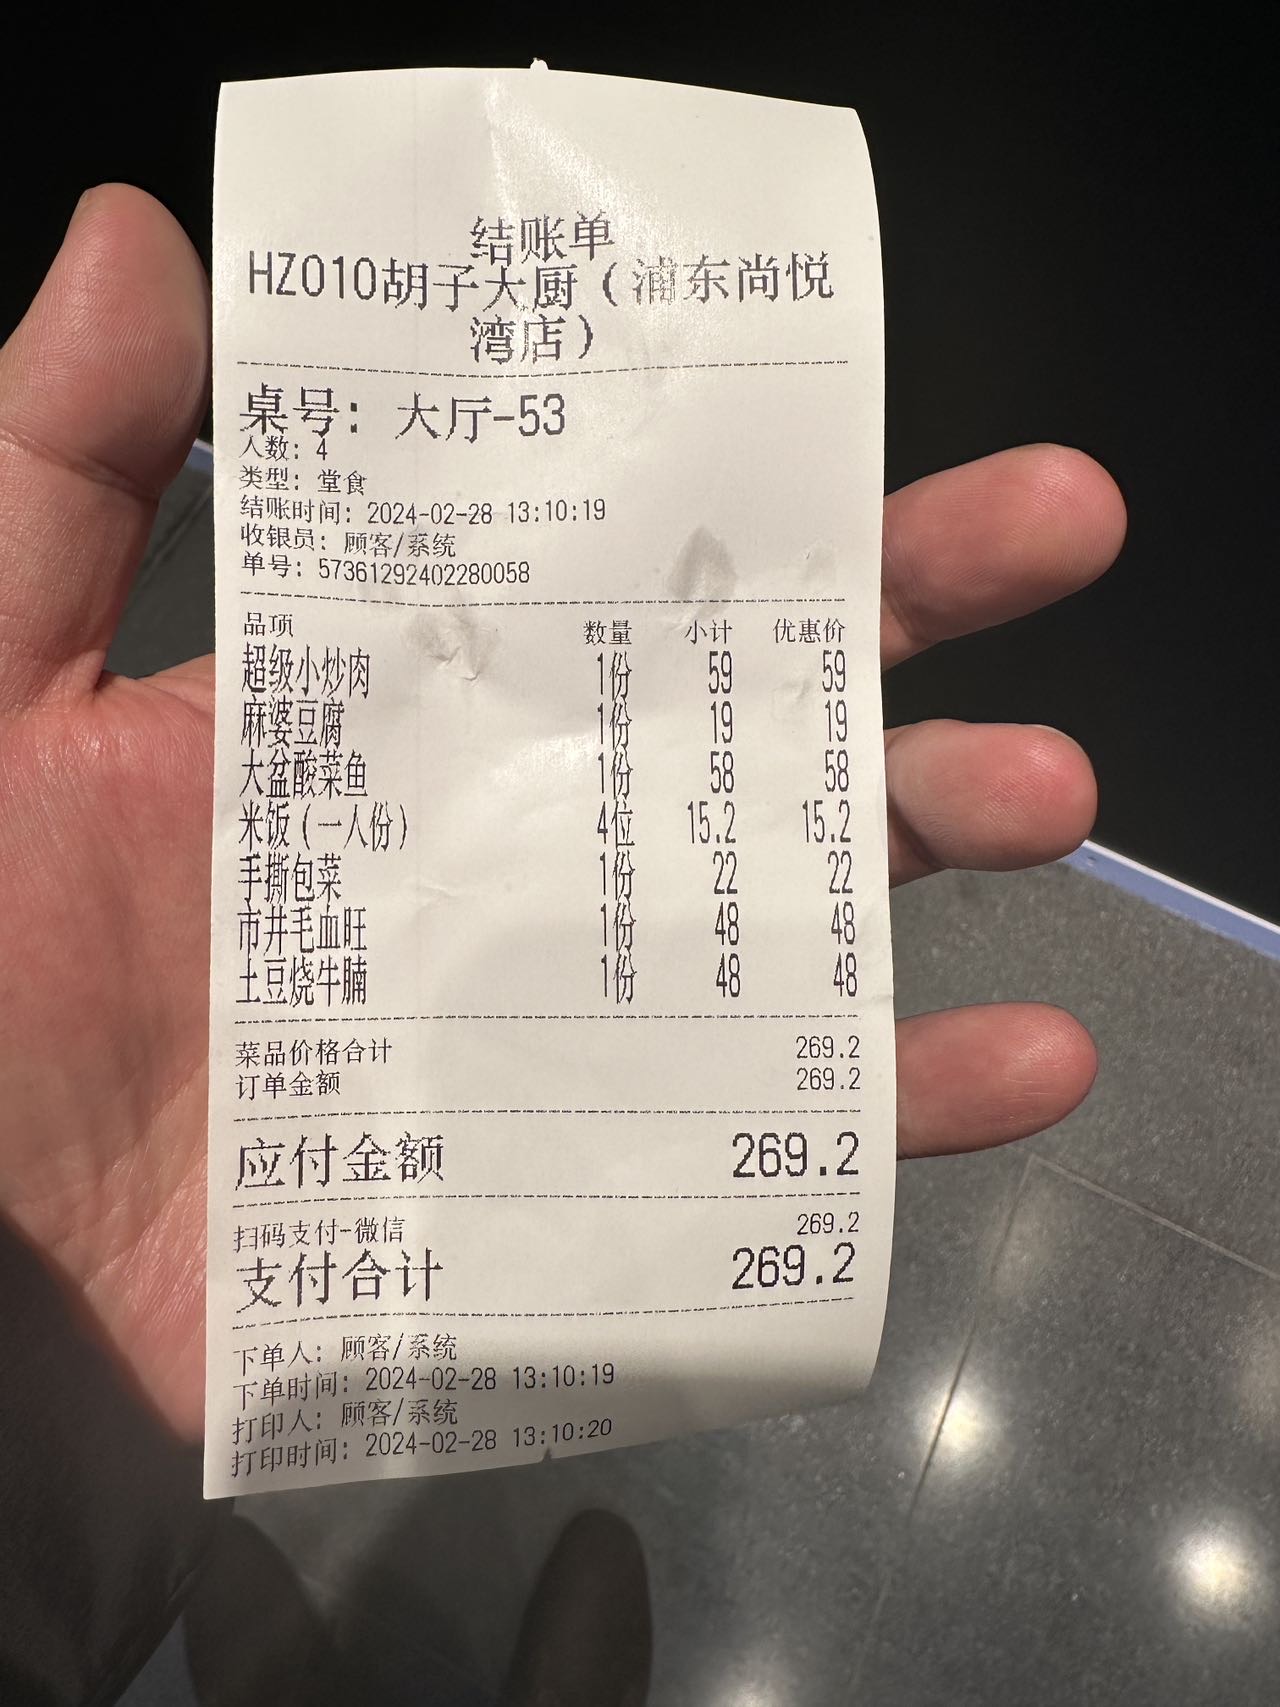 结账单
HZ010胡子大厨（浦东尚悦
湾店）
桌号：大厅-53
人数：4
类型：堂食
结账时间：2024-02-28 13:10:19
收银员：顾客/系统
单号：57361292402280058
品项 数量 小计 优惠价
超级小炒肉 1份 59 59
麻婆豆腐 1份 19 19
大盆酸菜鱼 1份 58 58
米饭（一人份） 4位 15.2 15.2
手撕包菜 1份 22 22
市井毛血旺 1份 48 48
土豆烧牛腩 1份 48 48
菜品价格合计 269.2
订单金额 269.2
应付金额 269.2
扫码支付-微信 269.2
支付合计 269.2
下单人：顾客/系统
下单时间：2024-02-28 13:10:19
打印人：顾客/系统
打印时间：2024-02-28 13:10:20